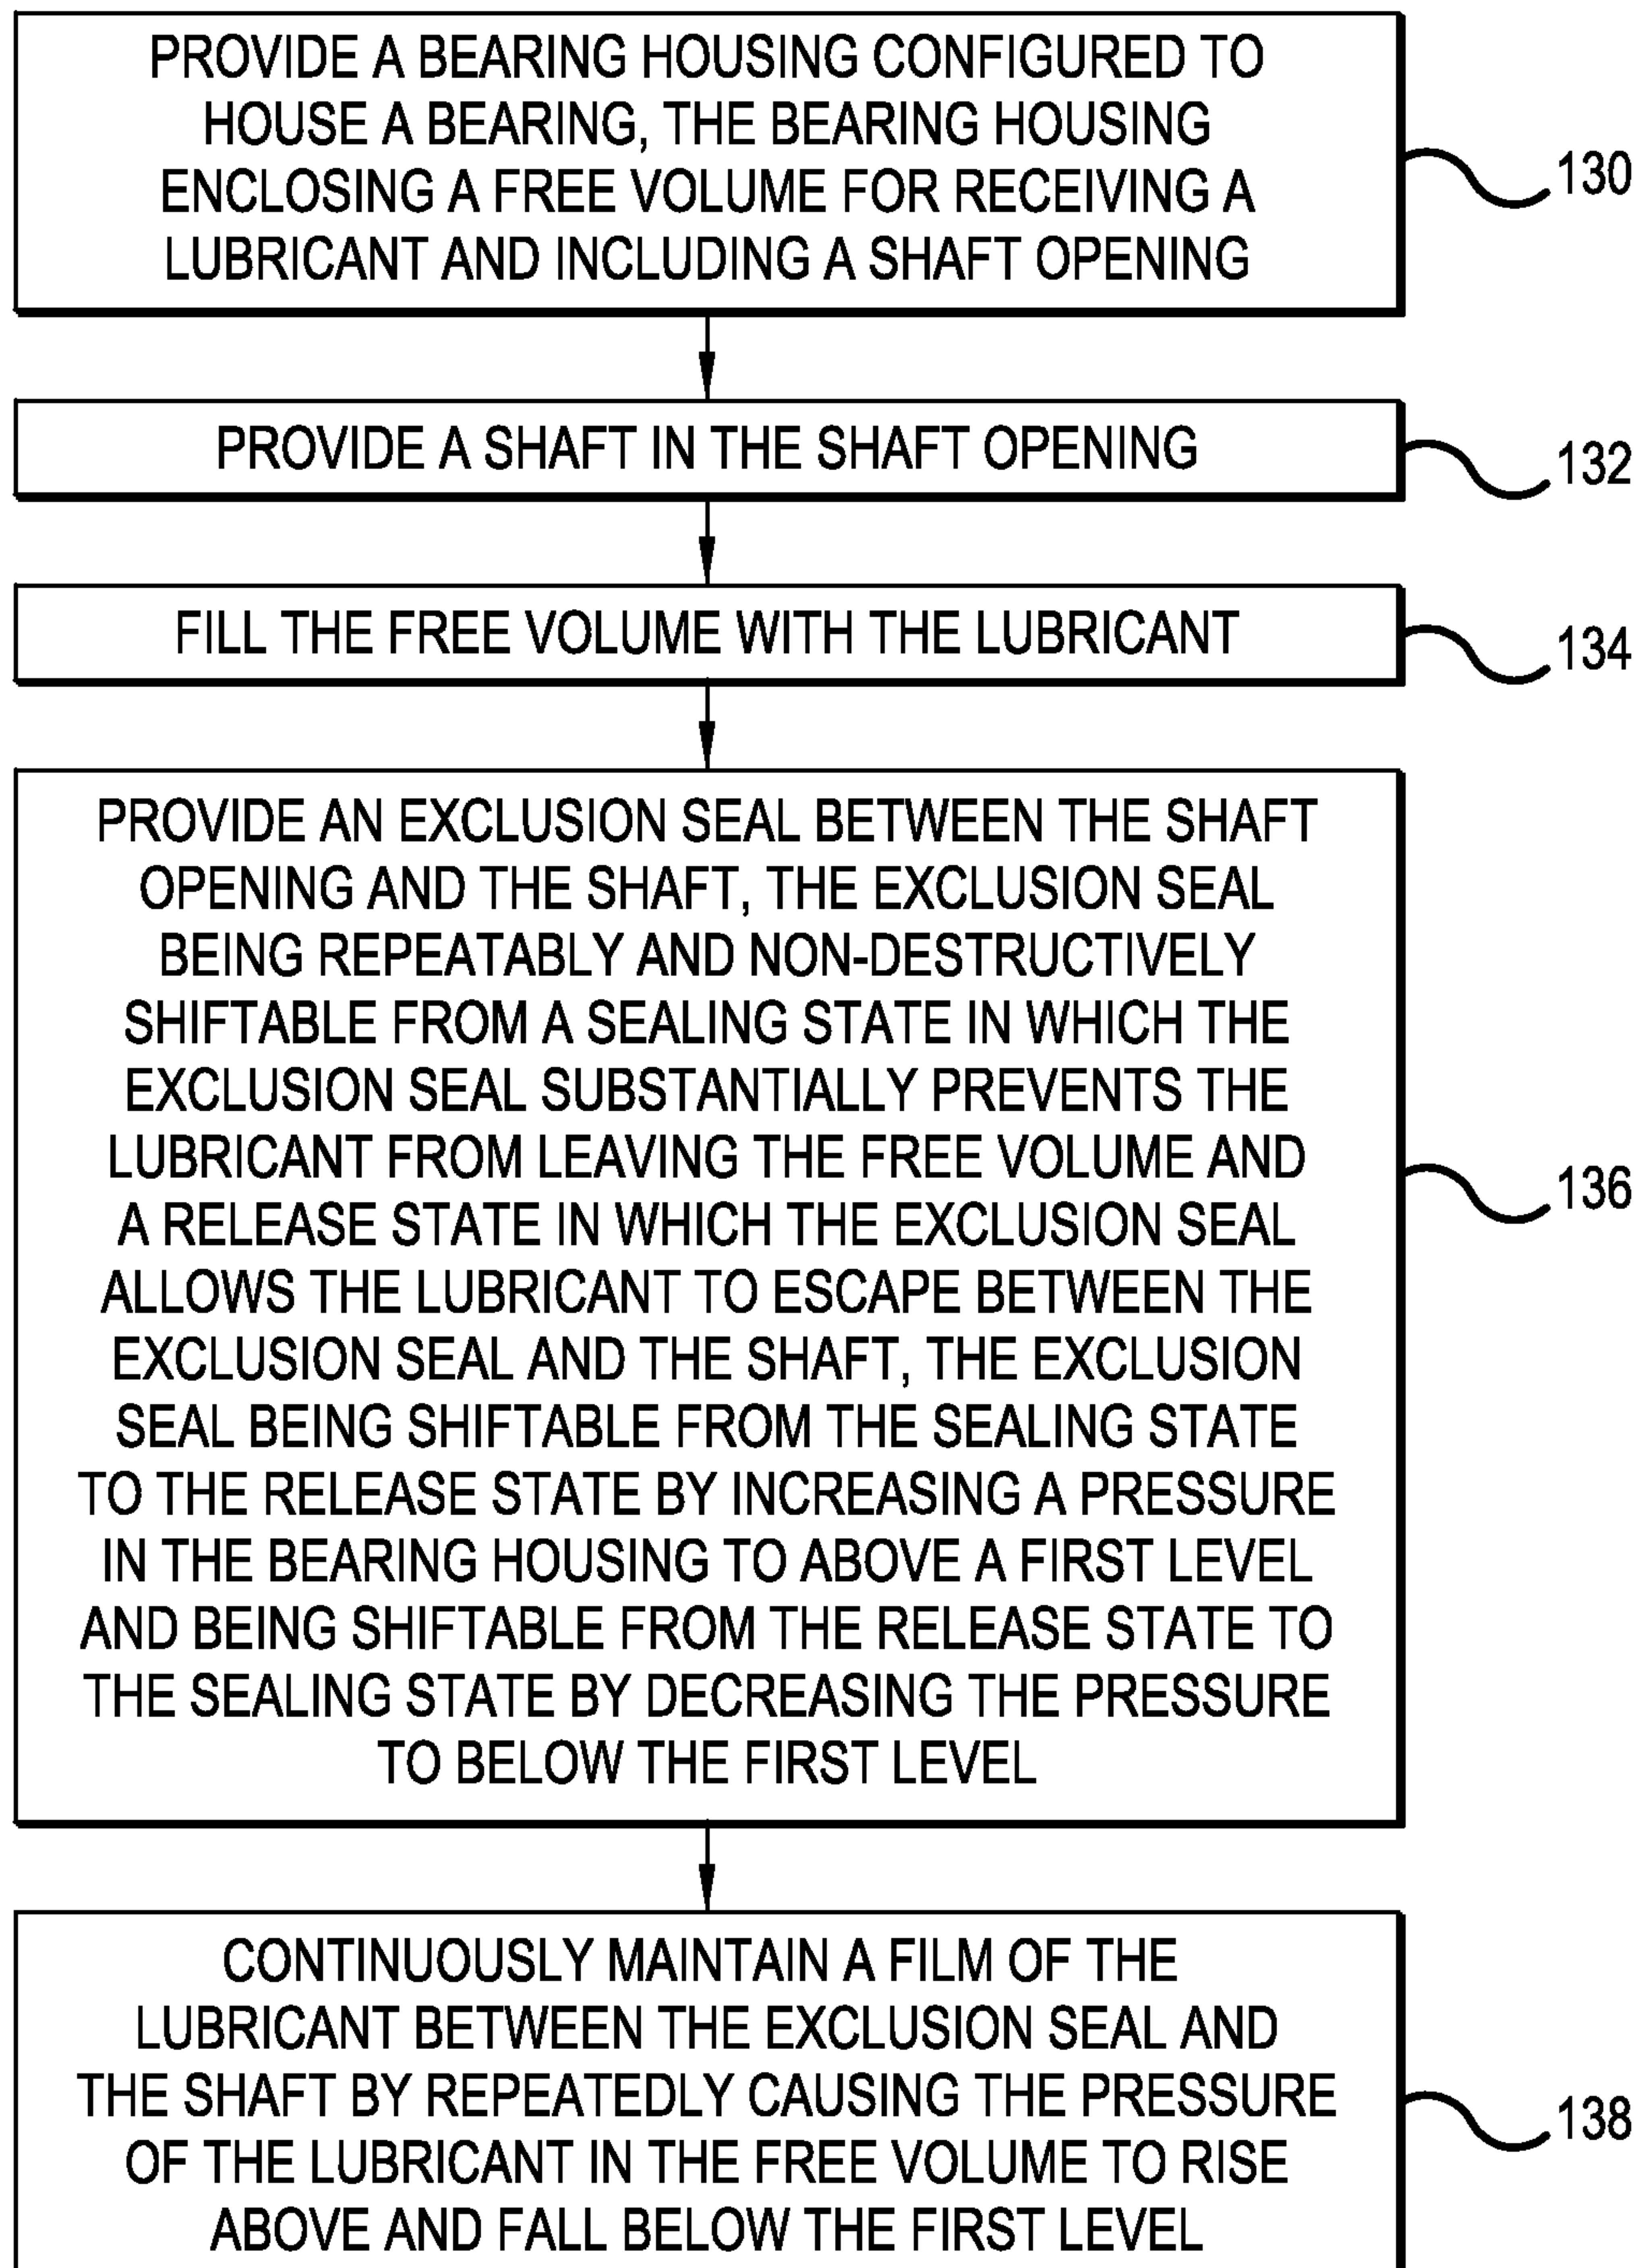 PROVIDE A BEARING HOUSING CONFIGURED TO
HOUSE A BEARING, THE BEARING HOUSING
ENCLOSING A FREE VOLUME FOR RECEIVING A
LUBRICANT AND INCLUDING A SHAFT OPENING
130
PROVIDE A SHAFT IN THE SHAFT OPENING
132
FILL THE FREE VOLUME WITH THE LUBRICANT
134
PROVIDE AN EXCLUSION SEAL BETWEEN THE SHAFT
OPENING AND THE SHAFT, THE EXCLUSION SEAL
BEING REPEATABLY AND NON-DESTRUCTIVELY
SHIFTABLE FROM A SEALING STATE IN WHICH THE
EXCLUSION SEAL SUBSTANTIALLY PREVENTS THE
LUBRICANT FROM LEAVING THE FREE VOLUME AND
A RELEASE STATE IN WHICH THE EXCLUSION SEAL
ALLOWS THE LUBRICANT TO ESCAPE BETWEEN THE
EXCLUSION SEAL AND THE SHAFT, THE EXCLUSION
SEAL BEING SHIFTABLE FROM THE SEALING STATE
TO THE RELEASE STATE BY INCREASING A PRESSURE
IN THE BEARING HOUSING TO ABOVE A FIRST LEVEL
AND BEING SHIFTABLE FROM THE RELEASE STATE TO
THE SEALING STATE BY DECREASING THE PRESSURE
TO BELOW THE FIRST LEVEL
136
CONTINUOUSLY MAINTAIN A FILM OF THE
LUBRICANT BETWEEN THE EXCLUSION SEAL AND
THE SHAFT BY REPEATEDLY CAUSING THE PRESSURE
OF THE LUBRICANT IN THE FREE VOLUME TO RISE
ABOVE AND FALL BELOW THE FIRST LEVEL
138